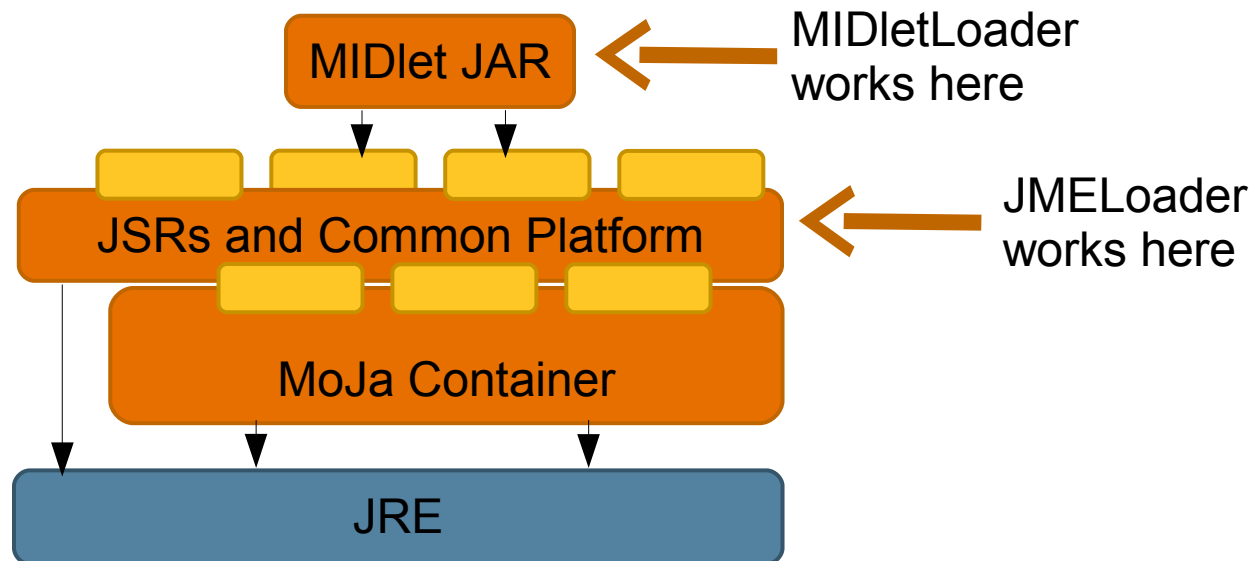 MIDlet JAR
MIDletLoader
works here
JSRs and Common Platform
JMELoader
works here
MoJa Container
JRE